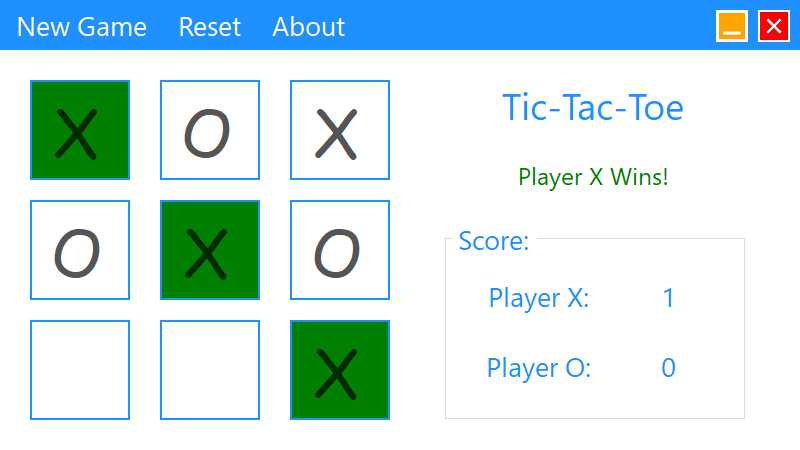 New Game Reset About
X O X
O X O
X
Tic-Tac-Toe
Player X Wins!
Score:
Player X: 1
Player O: 0